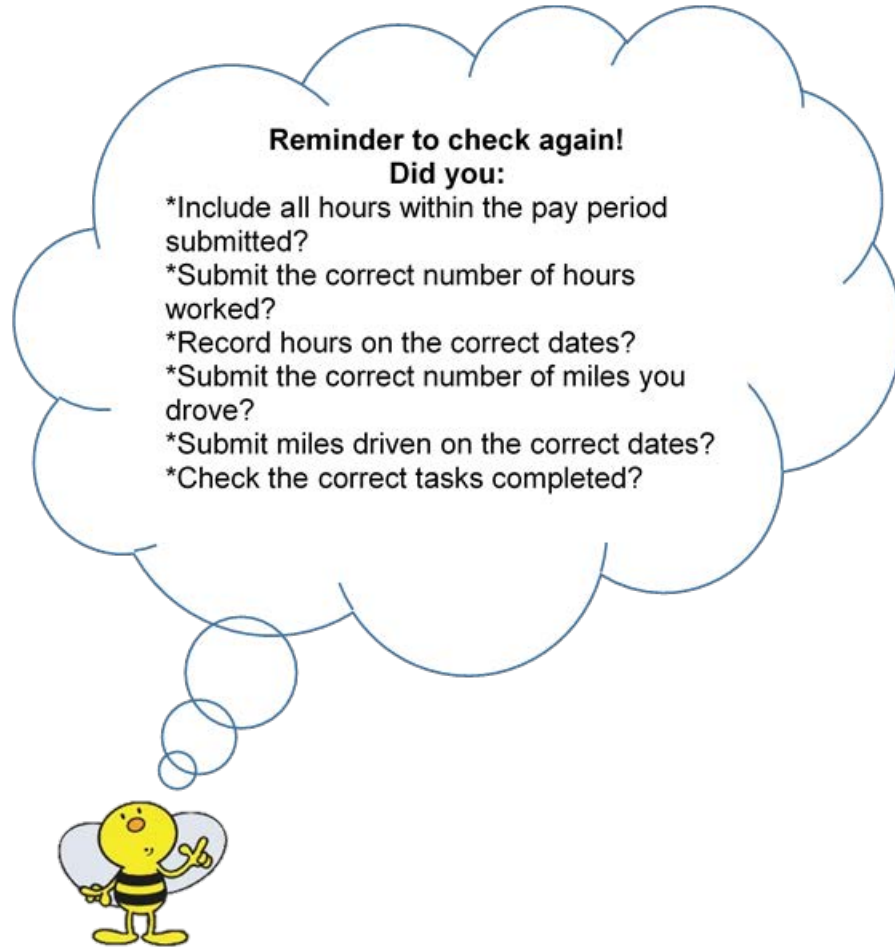 Reminder to check again!
Did you:
*Include all hours within the pay period
submitted?
*Submit the correct number of hours
worked?
*Record hours on the correct dates?
*Submit the correct number of miles you
drove?
*Submit miles driven on the correct dates?
*Check the correct tasks completed?